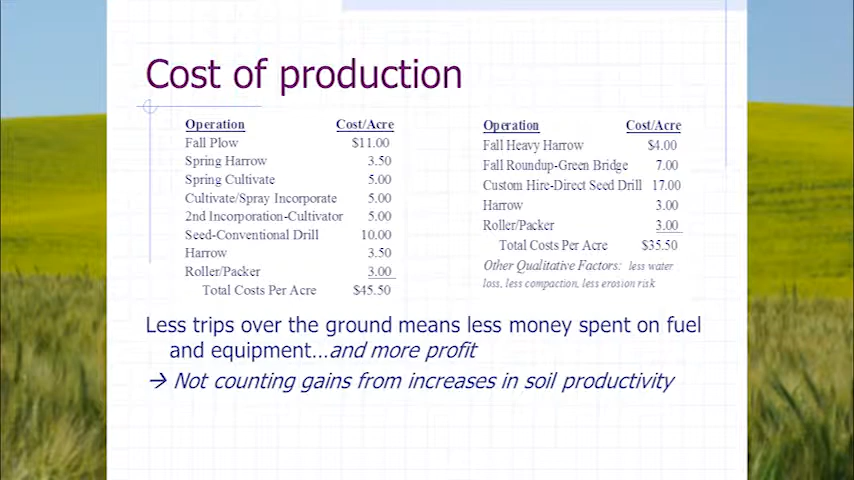 Cost of production
Operation Cost/Acre
Fall Plow $11.00
Spring Harrow 3.50
Spring Cultivate 5.00
Cultivate/Spray Incorporate 5.00
2nd Incorporation-Cultivator 5.00
Seed-Conventional Drill 10.00
Harrow 3.50
Roller/Packer 3.00
Total Costs Per Acre $45.50
Operation Cost/Acre
Fall Heavy Harrow $4.00
Fall Roundup-Green Bridge 7.00
Custom Hire-Direct Seed Drill 17.00
Harrow 3.00
Roller/Packer 3.00
Total Costs Per Acre $35.50
Other Qualitative Factors: less water
loss, less compaction, less erosion risk
Less trips over the ground means less money spent on fuel
and equipment…and more profit
→ Not counting gains from increases in soil productivity